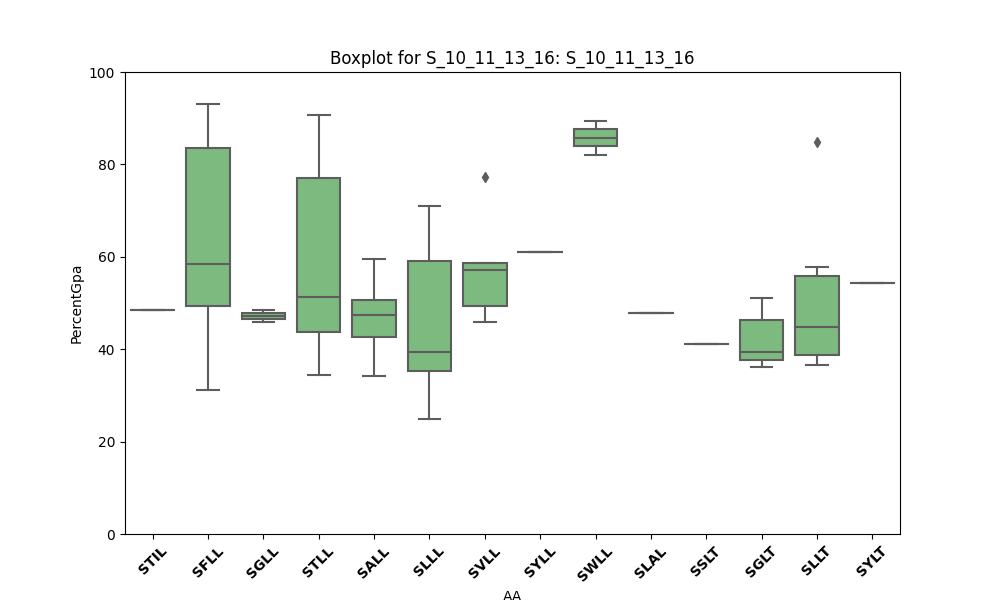 Boxplot for S_10_11_13_16: S_10_11_13_16
100
80
60
40
20
0
PercentGpa
STIL
SFLL
SGLL
STLL
SALL
SLLL
SVLL
SYLL
SWLL
SLAL
SSLT
SGLT
SLLT
SYLT
AA